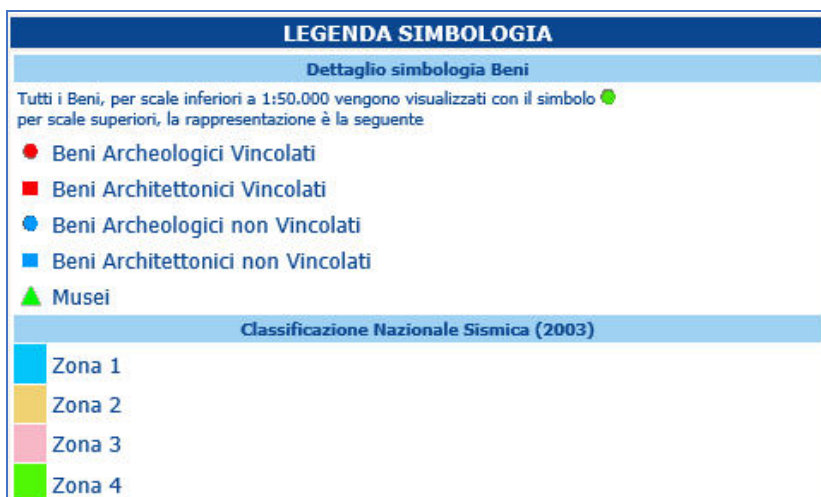 LEGENDA SIMBOLOGIA
Dettaglio simbologia Beni
Tutti i Beni, per scale inferiori a 1:50.000 vengono visualizzati con il simbolo
per scale superiori, la rappresentazione è la seguente
Beni Archeologici Vincolati
Beni Architettonici Vincolati
Beni Archeologici non Vincolati
Beni Architettonici non Vincolati
Musei
Classificazione Nazionale Sismica (2003)
Zona 1
Zona 2
Zona 3
Zona 4